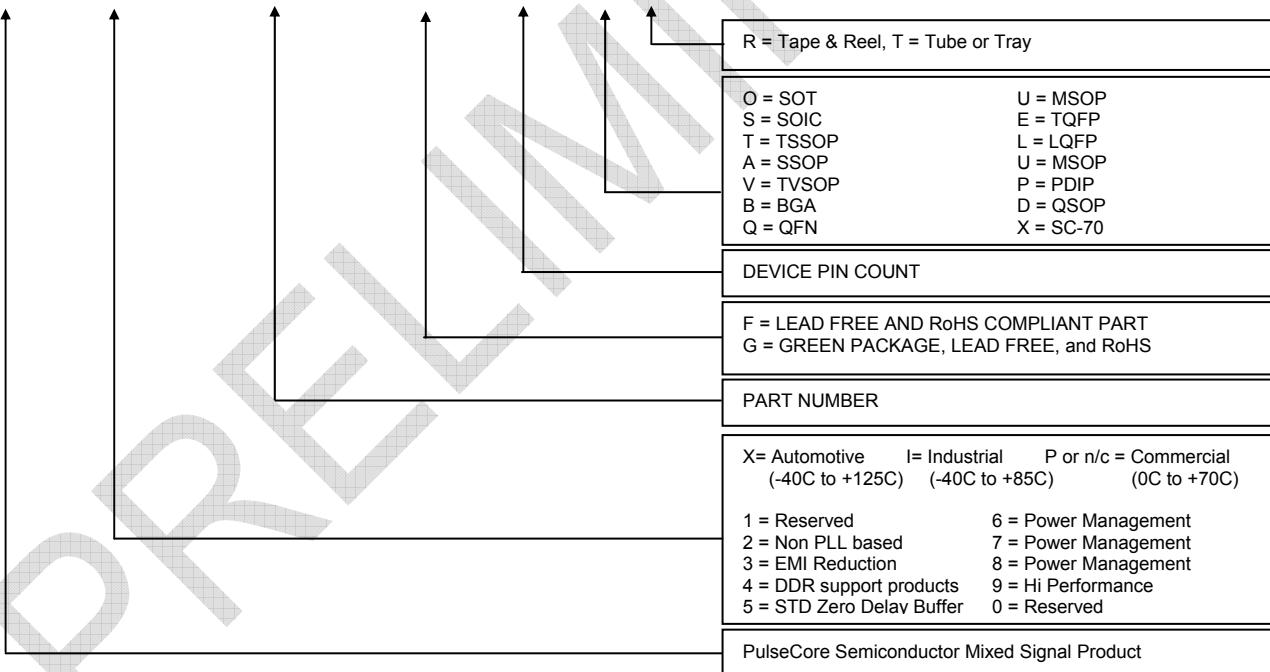 R = Tape & Reel, T = Tube or Tray
O = SOT U = MSOP
S = SOIC E = TQFP
T = TSSOP L = LQFP
A = SSOP U = MSOP
V = TVSOP P = PDIP
B = BGA D = QSOP
Q = QFN X = SC-70
DEVICE PIN COUNT
F = LEAD FREE AND RoHS COMPLIANT PART
G = GREEN PACKAGE, LEAD FREE, and RoHS
PART NUMBER
X= Automotive I= Industrial P or n/c = Commercial
(-40C to +125C) (-40C to +85C) (0C to +70C)
1 = Reserved 6 = Power Management
2 = Non PLL based 7 = Power Management
3 = EMI Reduction 8 = Power Management
4 = DDR support products 9 = Hi Performance
5 = STD Zero Delay Buffer 0 = Reserved
PulseCore Semiconductor Mixed Signal Product
PRELIM